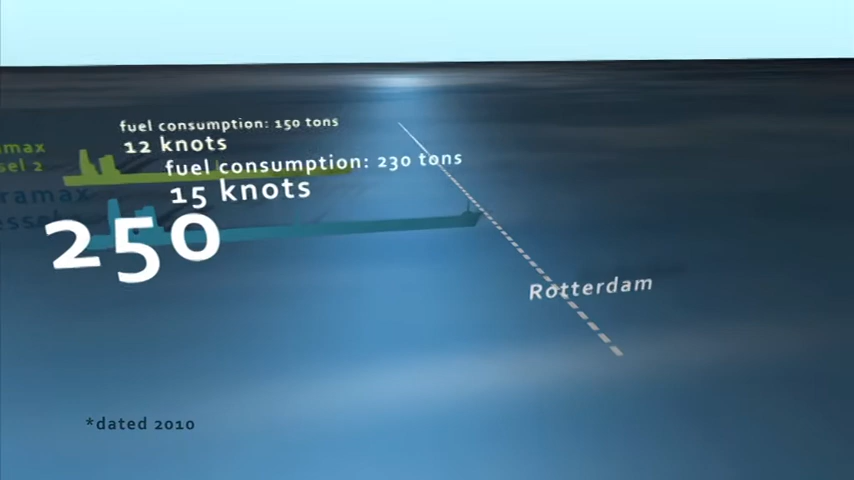 fuel consumption: 150 tons
12 knots
fuel consumption: 230 tons
15 knots
250
Rotterdam
*dated 2010